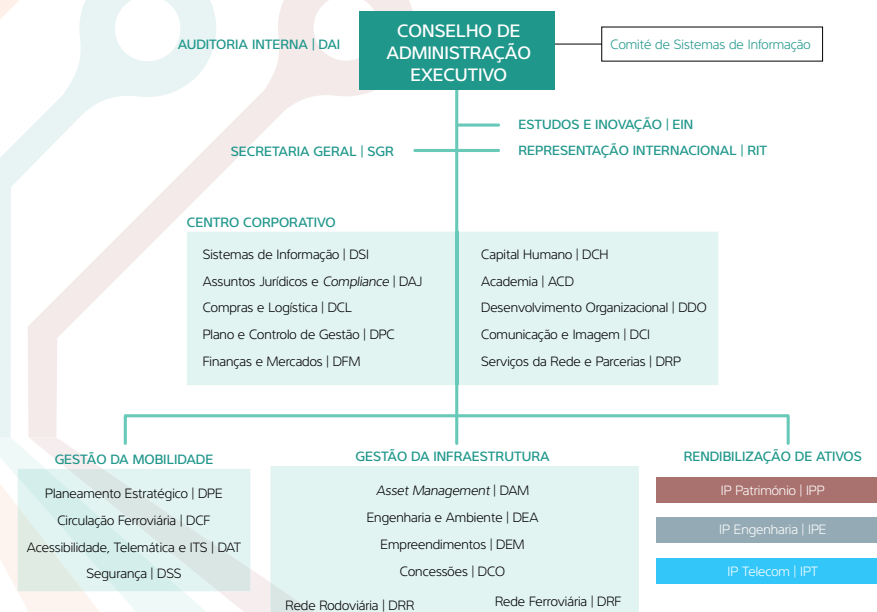 AUDITORIA INTERNA | DAI
CONSELHO DE
ADMINISTRAÇÃO
EXECUTIVO
Comité de Sistemas de Informação
ESTUDOS E INOVAÇÃO | EIN
SECRETARIA GERAL | SGR
REPRESENTAÇÃO INTERNACIONAL | RIT
CENTRO CORPORATIVO
Sistemas de Informação | DSI
Assuntos Jurídicos e Compliance | DAJ
Compras e Logística | DCL
Plano e Controlo de Gestão | DPC
Finanças e Mercados | DFM
Capital Humano | DCH
Academia | ACD
Desenvolvimento Organizacional | DDO
Comunicação e Imagem | DCI
Serviços da Rede e Parcerias | DRP
GESTÃO DA MOBILIDADE
Planeamento Estratégico | DPE
Circulação Ferroviária | DCF
Acessibilidade, Telemática e ITS | DAT
Segurança | DSS
GESTÃO DA INFRAESTRUTURA
Asset Management | DAM
Engenharia e Ambiente | DEA
Empreendimentos | DEM
Concessões | DCO
Rede Rodoviária | DRR
Rede Ferroviária | DRF
RENDIBILIZAÇÃO DE ATIVOS
IP Património | IPP
IP Engenharia | IPE
IP Telecom | IPT